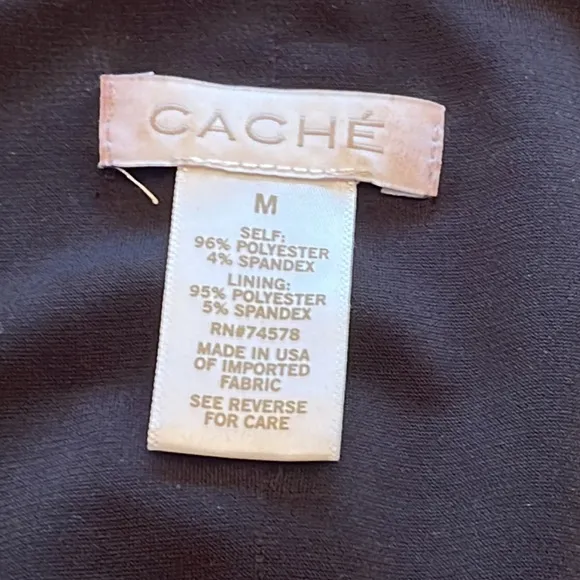 CACHÉ
M
SELF:
96% POLYESTER
4% SPANDEX
LINING:
95% POLYESTER
5% SPANDEX
RN#74578
MADE IN USA
OF IMPORTED
FABRIC
SEE REVERSE
FOR CARE